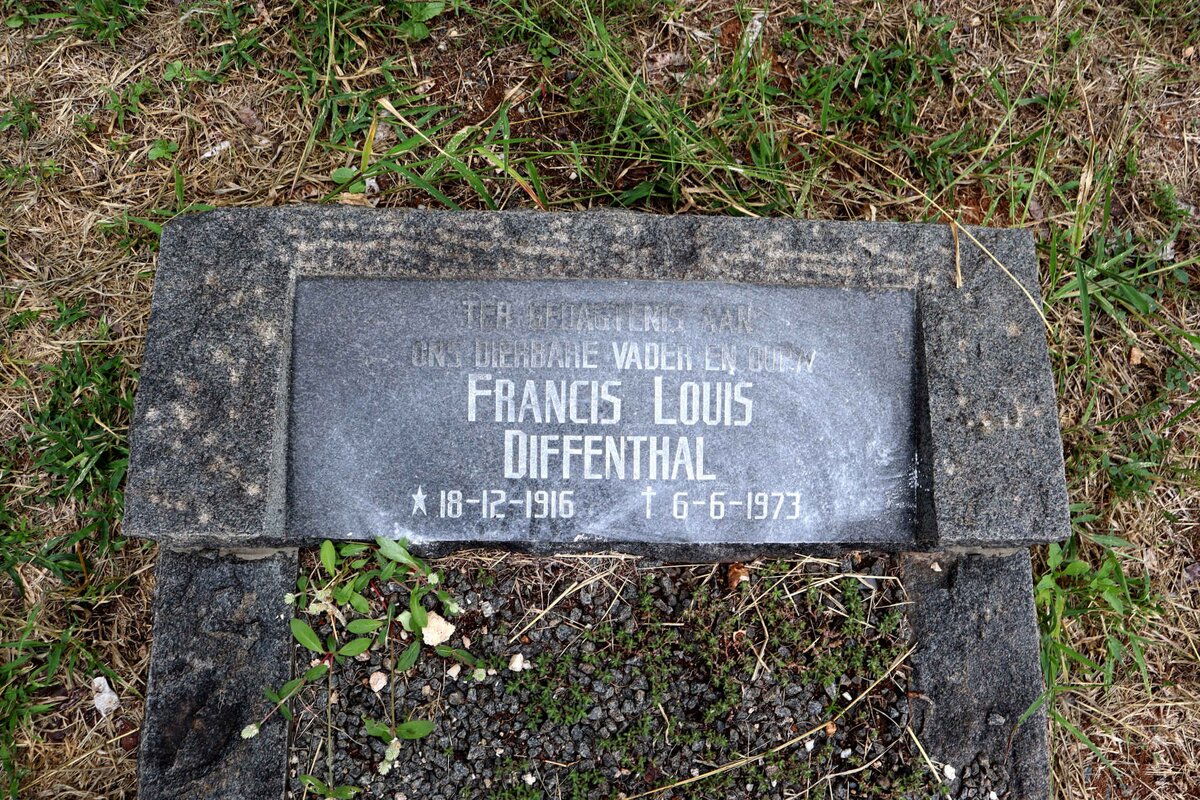 TER GEDAGTENIS AAN
ONS DIERBARE VADER EN OUPA
FRANCIS LOUIS
DIFFENTHAL
★ 18-12-1916 † 6-6-1973